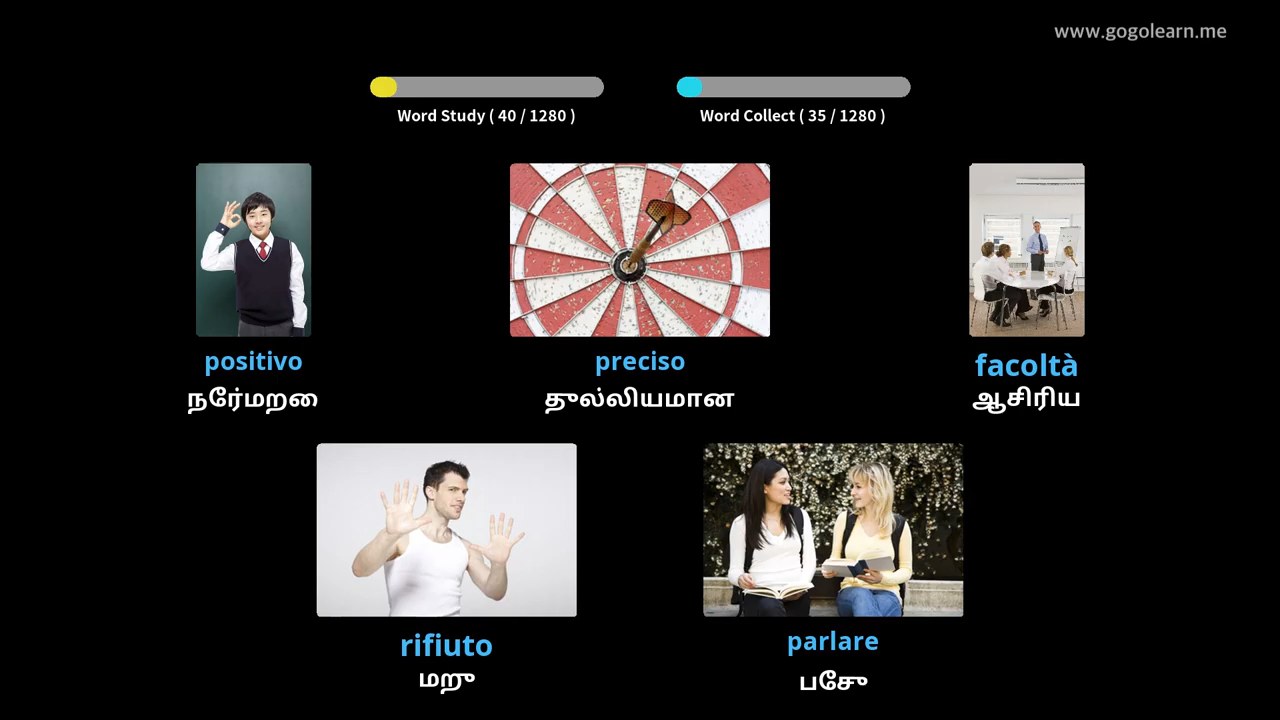 www.gogolearn.me
Word Study ( 40 / 1280 )
Word Collect ( 35 / 1280 )
positivo
நேர்மறை
preciso
துல்லியமான
facoltà
ஆசிரிய
rifiuto
மறு
parlare
பேசு